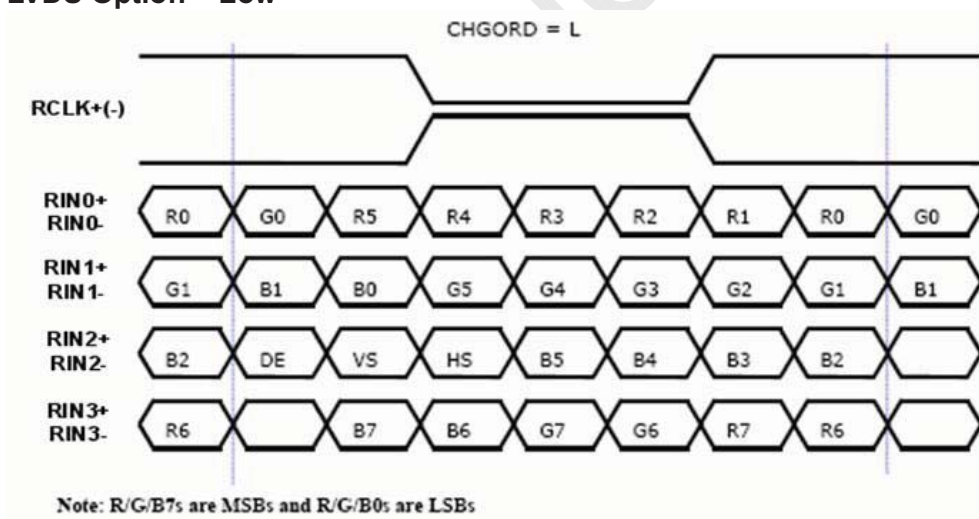 LVDS Option = Low
CHGORD = L
RCLK+(-)
RIN0+
RIN0-
R0 G0 R5 R4 R3 R2 R1 R0 G0
RIN1+
RIN1-
G1 B1 B0 G5 G4 G3 G2 G1 B1
RIN2+
RIN2-
B2 DE VS HS B5 B4 B3 B2
RIN3+
RIN3-
R6 B7 B6 G7 G6 R7 R6
Note: R/G/B7s are MSBs and R/G/B0s are LSBs